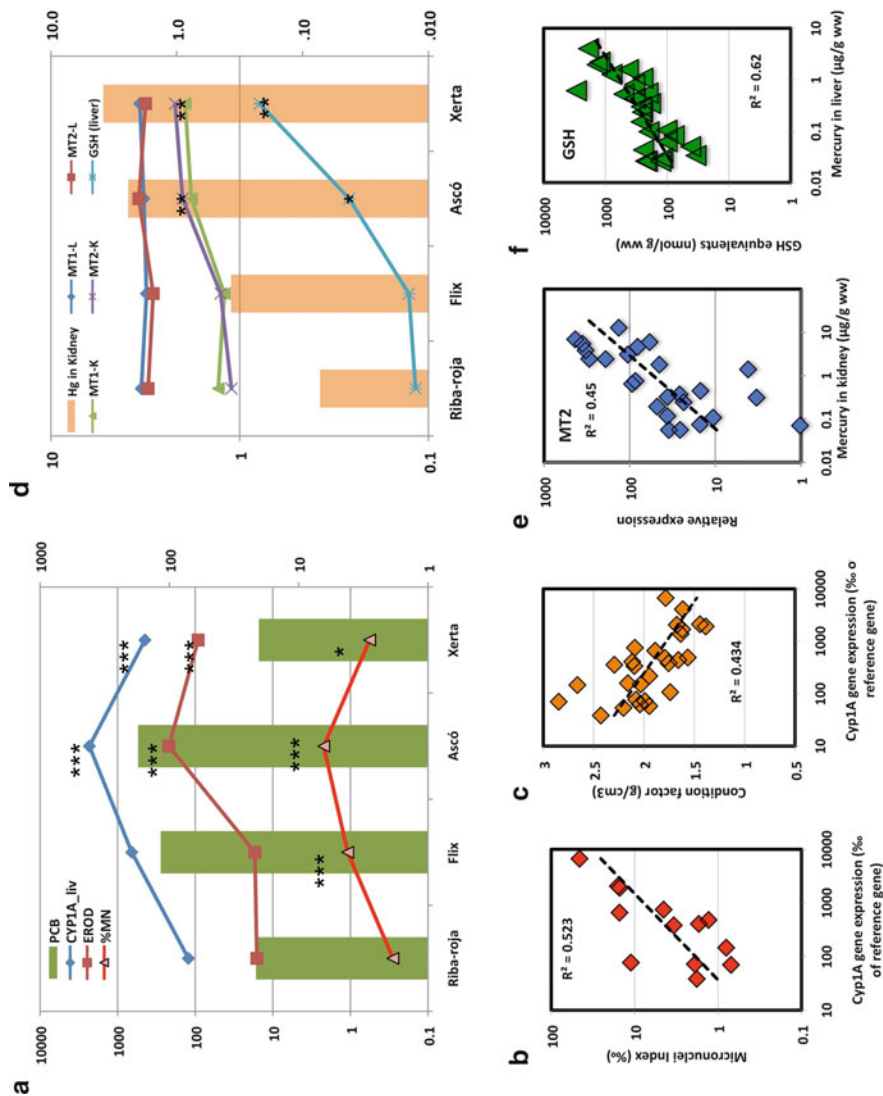 a
10000
1000
100
10
1
0.1
PCB
CYP1A_liv
EROD
%MN
***
***
***
***
***
***
***
*
1000
100
10
1
Riba-roja
Flix
Ascó
Xerta
d
10
1
0.1
Hg in Kidney
MT1-L
MT2-L
MT1-K
MT2-K
GSH (liver)
**
*
**
**
10.0
1.0
.10
.010
Riba-roja
Flix
Ascó
Xerta
b
Micronuclei Index (‰)
100
10
1
R² = 0.523
10
100
1000
10000
Cyp1A gene expression (‰
of reference gene)
c
Condition factor (g/cm3)
3
2.5
2
1.5
1
0.5
R² = 0.434
10
100
1000
10000
Cyp1A gene expression (‰ o
reference gene)
e
Relative expression
1000
100
10
1
MT2
R² = 0.45
0.01
0.1
1
10
Mercury in kidney (µg/g ww)
f
GSH equivalents (nmol/g ww)
10000
1000
100
10
1
GSH
R² = 0.62
0.01
0.1
1
10
Mercury in liver (µg/g ww)